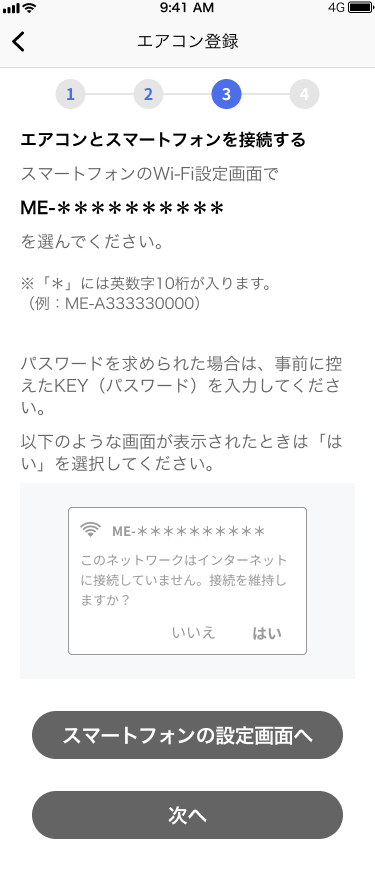 9:41 AM
4G
エアコン登録
1 2 3 4
エアコンとスマートフォンを接続する
スマートフォンのWi-Fi設定画面で
ME-＊＊＊＊＊＊＊＊＊＊
を選んでください。
※「＊」には英数字10桁が入ります。
（例：ME-A333330000）
パスワードを求められた場合は、事前に控
えたKEY（パスワード）を入力してくださ
い。
以下のような画面が表示されたときは「は
い」を選択してください。
ME-＊＊＊＊＊＊＊＊＊＊
このネットワークはインターネット
に接続していません。接続を維持し
ますか？
いいえ はい
スマートフォンの設定画面へ
次へ